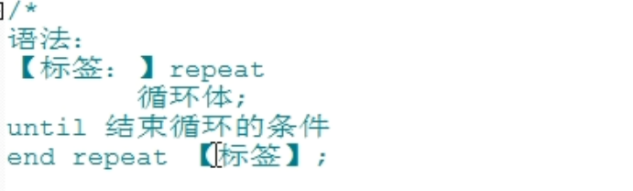 /*
语法：
【标签：】repeat
循环体;
until 结束循环的条件
end repeat 【标签】;